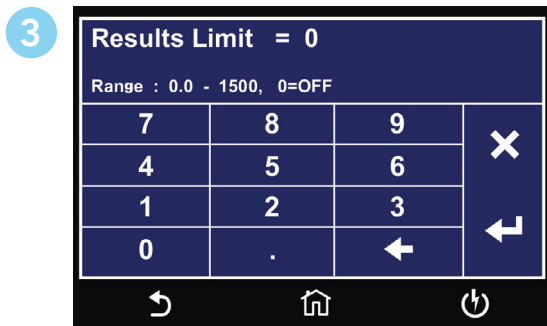 3
Results Limit = 0
Range : 0.0 - 1500, 0=OFF
7 8 9
4 5 6
1 2 3
0 .